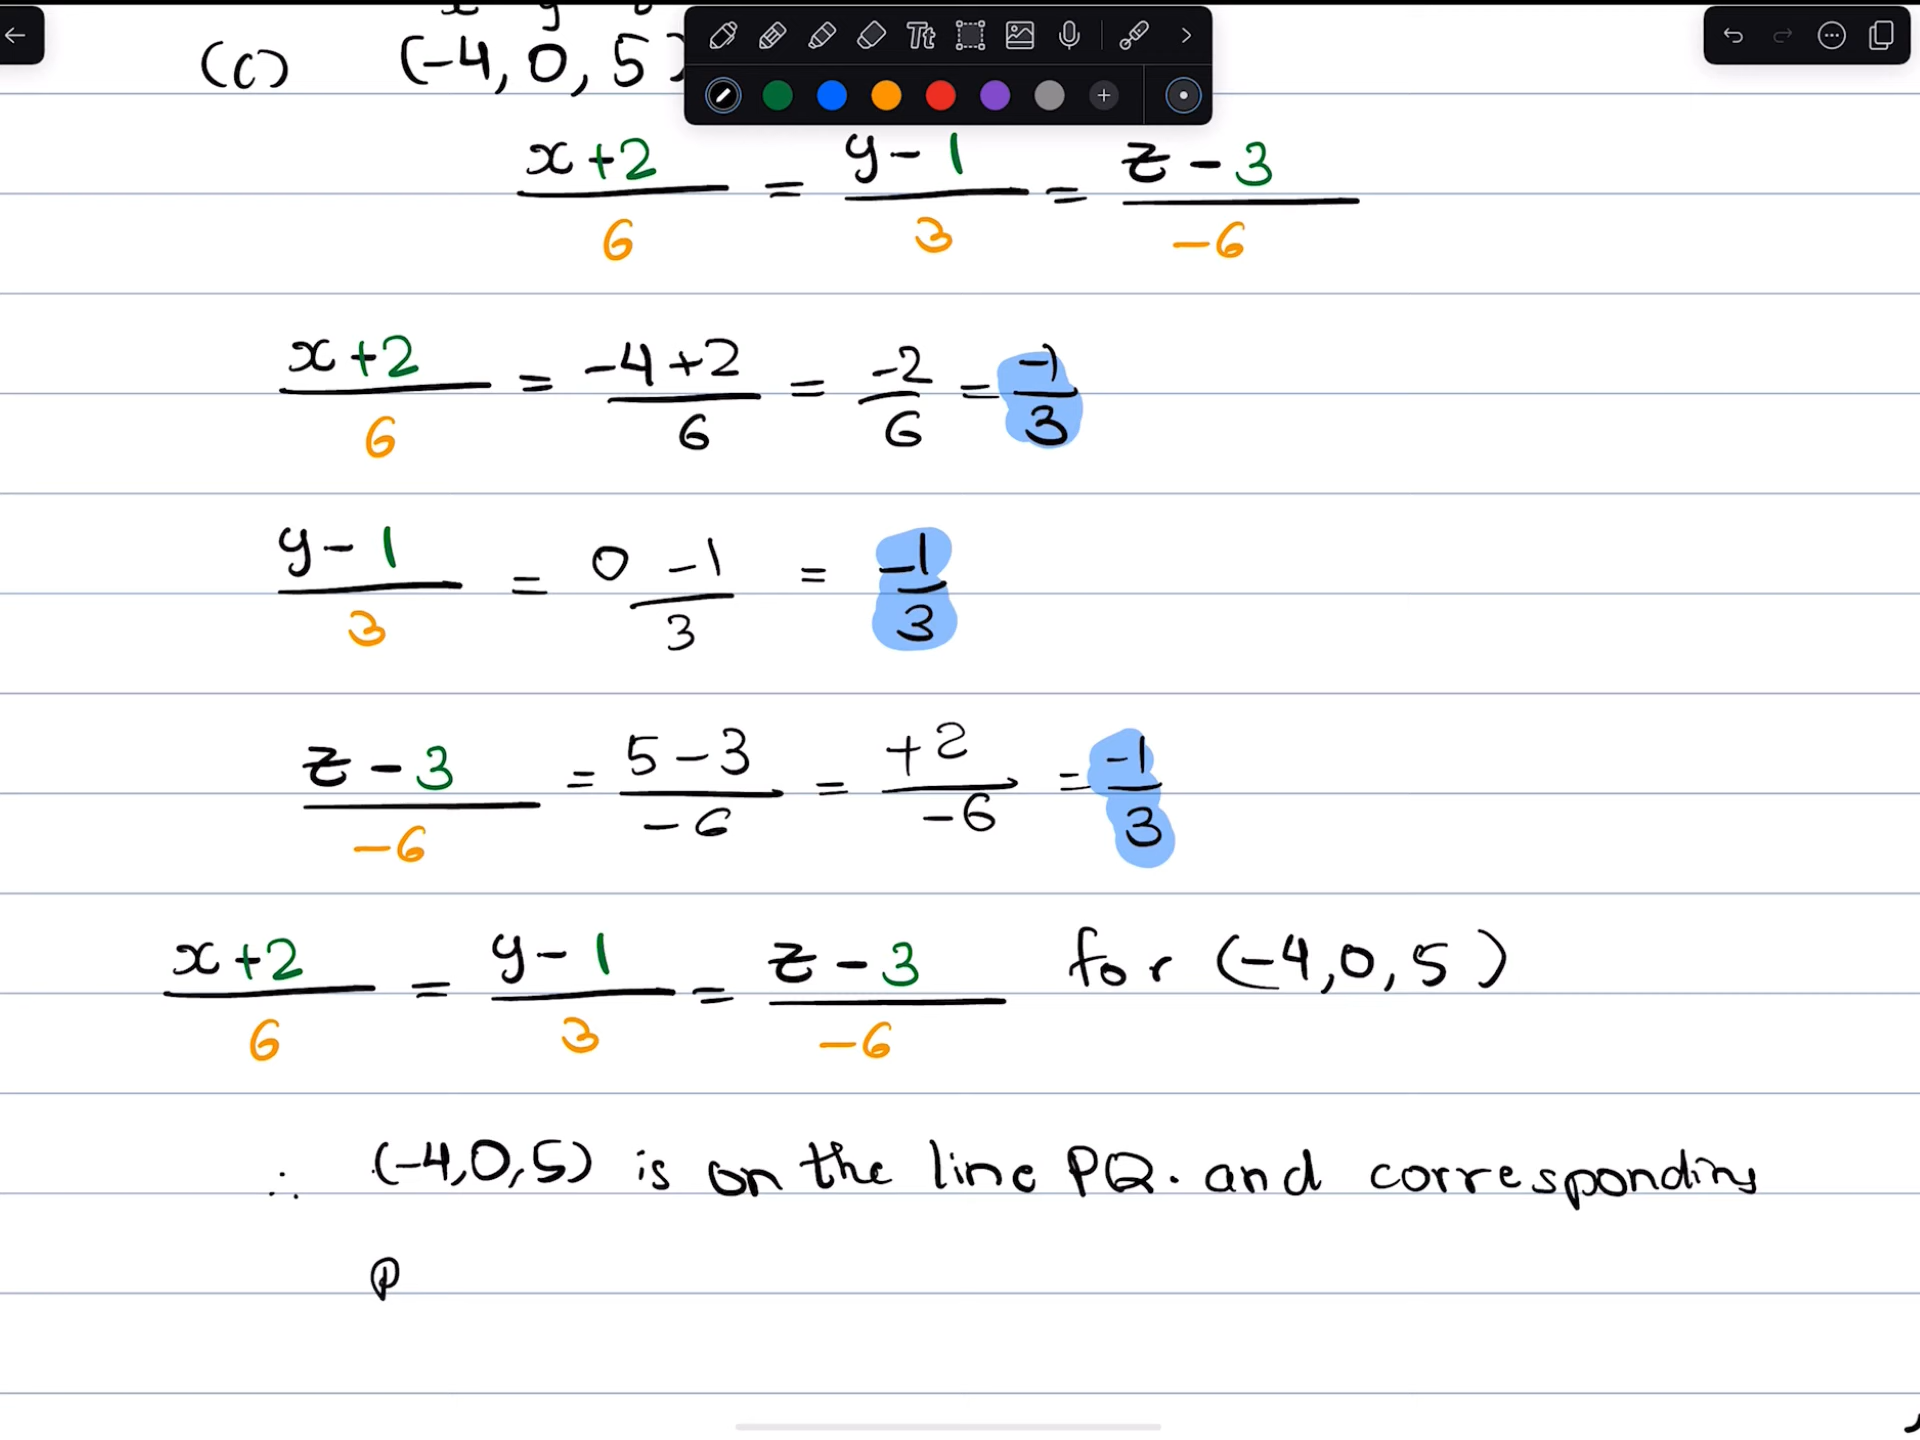 (c) (-4, 0, 5)
Tt
x+2/6 = y-1/3 = z-3/-6
x+2/6 = -4+2/6 = -2/6 = -1/3
y-1/3 = 0-1/3 = -1/3
z-3/-6 = 5-3/-6 = +2/-6 = -1/3
x+2/6 = y-1/3 = z-3/-6 for (-4,0,5)
∴ (-4,0,5) is on the line PQ. and corresponding
P